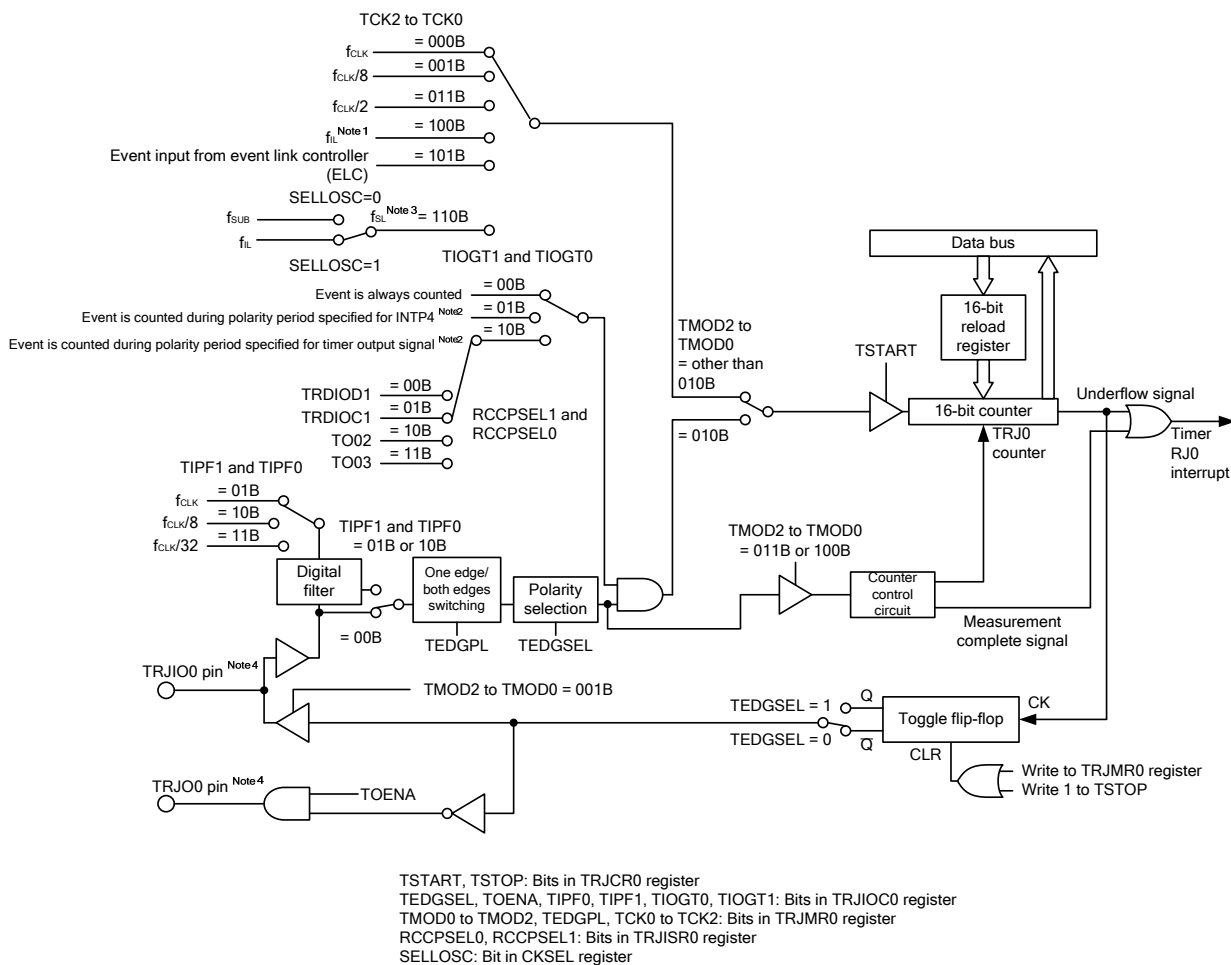 TCK2 to TCK0
fCLK = 000B
fCLK/8 = 001B
fCLK/2 = 011B
fIL Note 1 = 100B
Event input from event link controller = 101B
(ELC)
SELLOSC=0
fSUB
fSL Note 3 = 110B
fIL
SELLOSC=1
TIOGT1 and TIOGT0
Event is always counted = 00B
Event is counted during polarity period specified for INTP4 Note2 = 01B
Event is counted during polarity period specified for timer output signal Note2 = 10B
TRDIOD1 = 00B
TRDIOC1 = 01B
TO02 = 10B
TO03 = 11B
RCCPSEL1 and
RCCPSEL0
TMOD2 to
TMOD0
= other than
010B
= 010B
TSTART
Data bus
16-bit
reload
register
16-bit counter
TRJ0
counter
Underflow signal
Timer
RJ0
interrupt
TIPF1 and TIPF0
fCLK = 01B
fCLK/8 = 10B
fCLK/32 = 11B
Digital
filter
TIPF1 and TIPF0
= 01B or 10B
= 00B
One edge/
both edges
switching
TEDGPL
Polarity
selection
TEDGSEL
TMOD2 to TMOD0
= 011B or 100B
Counter
control
circuit
Measurement
complete signal
TRJIO0 pin Note 4
TMOD2 to TMOD0 = 001B
TEDGSEL = 1
TEDGSEL = 0
Q
Q̅
Toggle flip-flop
CK
CLR
Write to TRJMR0 register
Write 1 to TSTOP
TRJO0 pin Note 4
TOENA
TSTART, TSTOP: Bits in TRJCR0 register
TEDGSEL, TOENA, TIPF0, TIPF1, TIOGT0, TIOGT1: Bits in TRJIOC0 register
TMOD0 to TMOD2, TEDGPL, TCK0 to TCK2: Bits in TRJMR0 register
RCCPSEL0, RCCPSEL1: Bits in TRJISR0 register
SELLOSC: Bit in CKSEL register